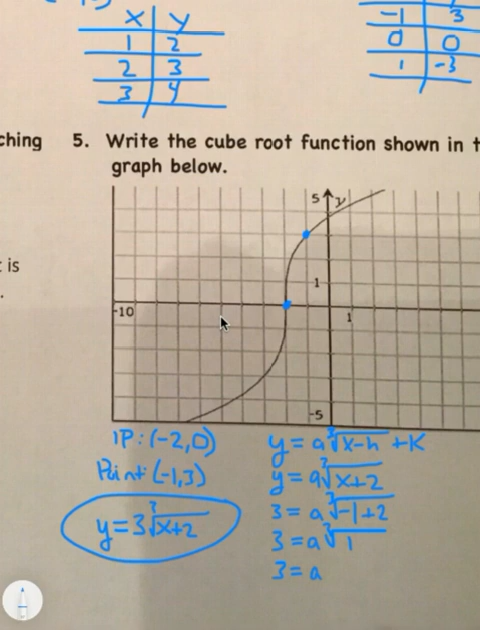 x y
1 2
2 3
3 4
-1 3
0 0
1 -3
ching
5. Write the cube root function shown in t
graph below.
is
.
5 y
1
-10
1
-5
IP: (-2,0)
Point: (-1,3)
y = 3∛x+2
y = a∛x-h + K
y = a∛x+2
3 = a∛-1+2
3 = a∛1
3 = a